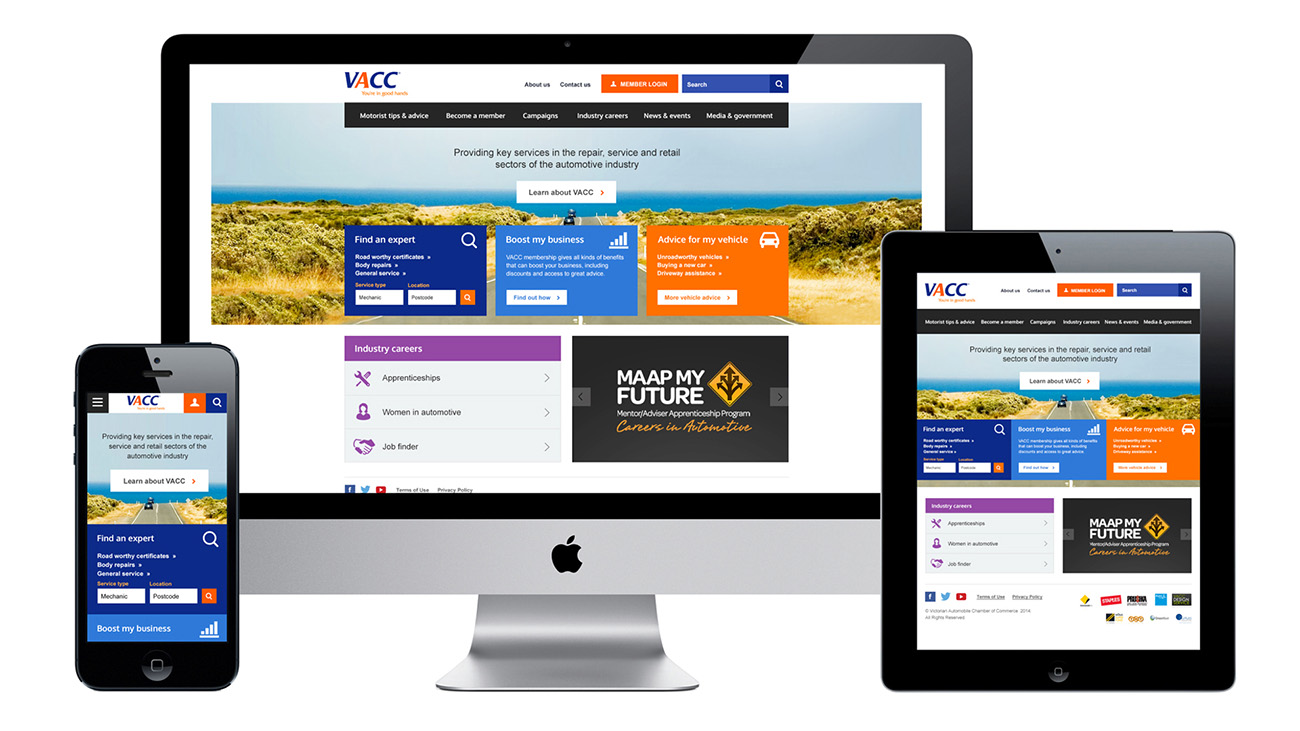 VACC
You're in good hands
About us
Contact us
MEMBER LOGIN
Search
Motorist tips & advice
Become a member
Campaigns
Industry careers
News & events
Media & government
Providing key services in the repair, service and retail
sectors of the automotive industry
Learn about VACC
Find an expert
Road worthy certificates »
Body repairs »
General service »
Service type
Location
Mechanic
Postcode
Boost my business
VACC membership gives all kinds of benefits
that can boost your business, including
discounts and access to great advice.
Find out how
Advice for my vehicle
Unroadworthy vehicles »
Buying a new car »
Driveway assistance »
More vehicle advice
Industry careers
Apprenticeships
Women in automotive
Job finder
MAAP MY
FUTURE
Mentor/Adviser Apprenticeship Program
Careers in Automotive
Terms of Use
Privacy Policy
VACC
You're in good hands
Providing key services in the repair,
service and retail sectors of the
automotive industry
Learn about VACC
Find an expert
Road worthy certificates »
Body repairs »
General service »
Service type
Location
Mechanic
Postcode
Boost my business
VACC
You're in good hands
About us
Contact us
MEMBER LOGIN
Search
Motorist tips & advice
Become a member
Campaigns
Industry careers
News & events
Media & government
Providing key services in the repair, service and retail
sectors of the automotive industry
Learn about VACC
Find an expert
Road worthy certificates »
Body repairs »
General service »
Service type
Location
Mechanic
Postcode
Boost my business
VACC membership gives all kinds of benefits
that can boost your business, including
discounts and access to great advice.
Find out how
Advice for my vehicle
Unroadworthy vehicles »
Buying a new car »
Driveway assistance »
More vehicle advice
Industry careers
Apprenticeships
Women in automotive
Job finder
MAAP MY
FUTURE
Mentor/Adviser Apprenticeship Program
Careers in Automotive
Terms of Use
Privacy Policy
© Victorian Automobile Chamber of Commerce 2014
All Rights Reserved
STAPLES